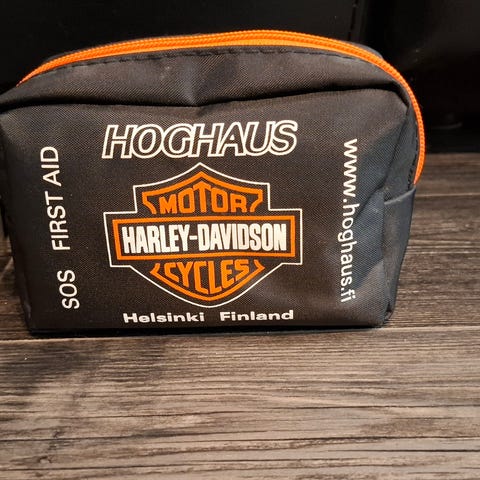 HOGHAUS
MOTOR
HARLEY-DAVIDSON
CYCLES
Helsinki Finland
SOS FIRST AID
www.hoghaus.fi